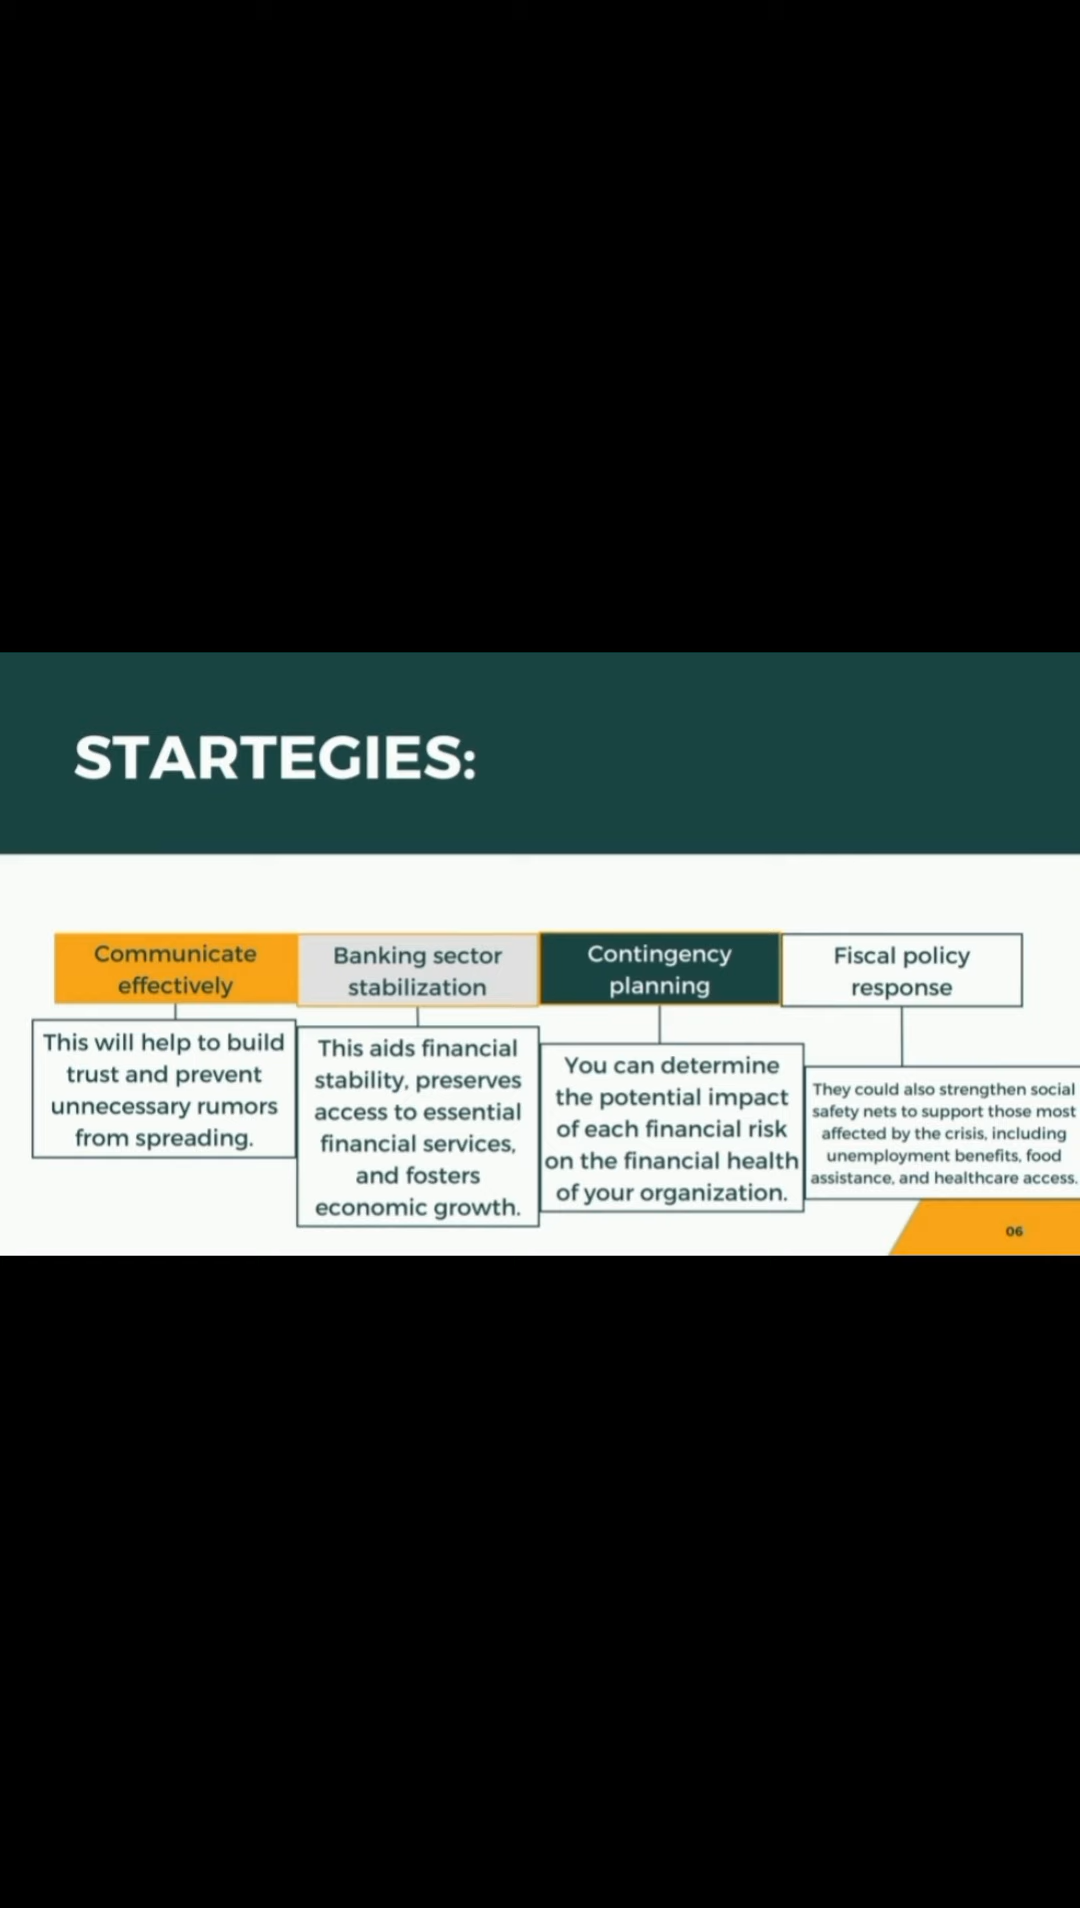 STARTEGIES:
Communicate
effectively
This will help to build
trust and prevent
unnecessary rumors
from spreading.
Banking sector
stabilization
This aids financial
stability, preserves
access to essential
financial services,
and fosters
economic growth.
Contingency
planning
You can determine
the potential impact
of each financial risk
on the financial health
of your organization.
Fiscal policy
response
They could also strengthen social
safety nets to support those most
affected by the crisis, including
unemployment benefits, food
assistance, and healthcare access.
06